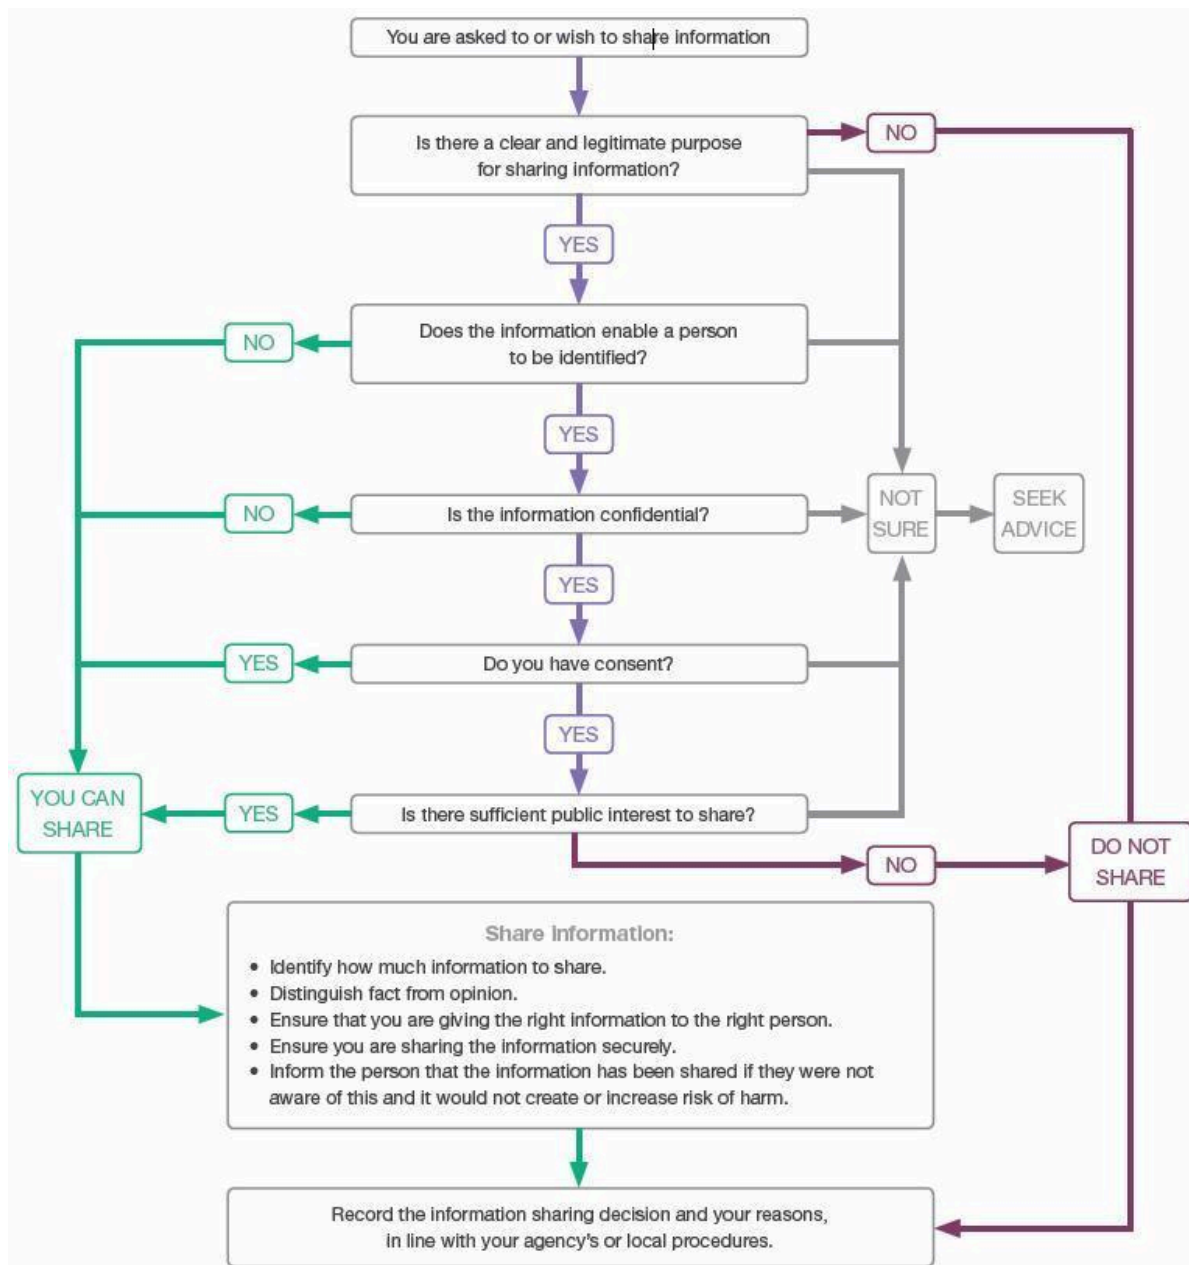 You are asked to or wish to share information
Is there a clear and legitimate purpose
for sharing information?
NO
YES
Does the information enable a person
to be identified?
NO
YES
Is the information confidential?
NO
NOT
SURE
SEEK
ADVICE
YES
Do you have consent?
YES
YES
Is there sufficient public interest to share?
YES
YOU CAN
SHARE
NO
DO NOT
SHARE
Share information:
• Identify how much information to share.
• Distinguish fact from opinion.
• Ensure that you are giving the right information to the right person.
• Ensure you are sharing the information securely.
• Inform the person that the information has been shared if they were not
aware of this and it would not create or increase risk of harm.
Record the information sharing decision and your reasons,
in line with your agency's or local procedures.